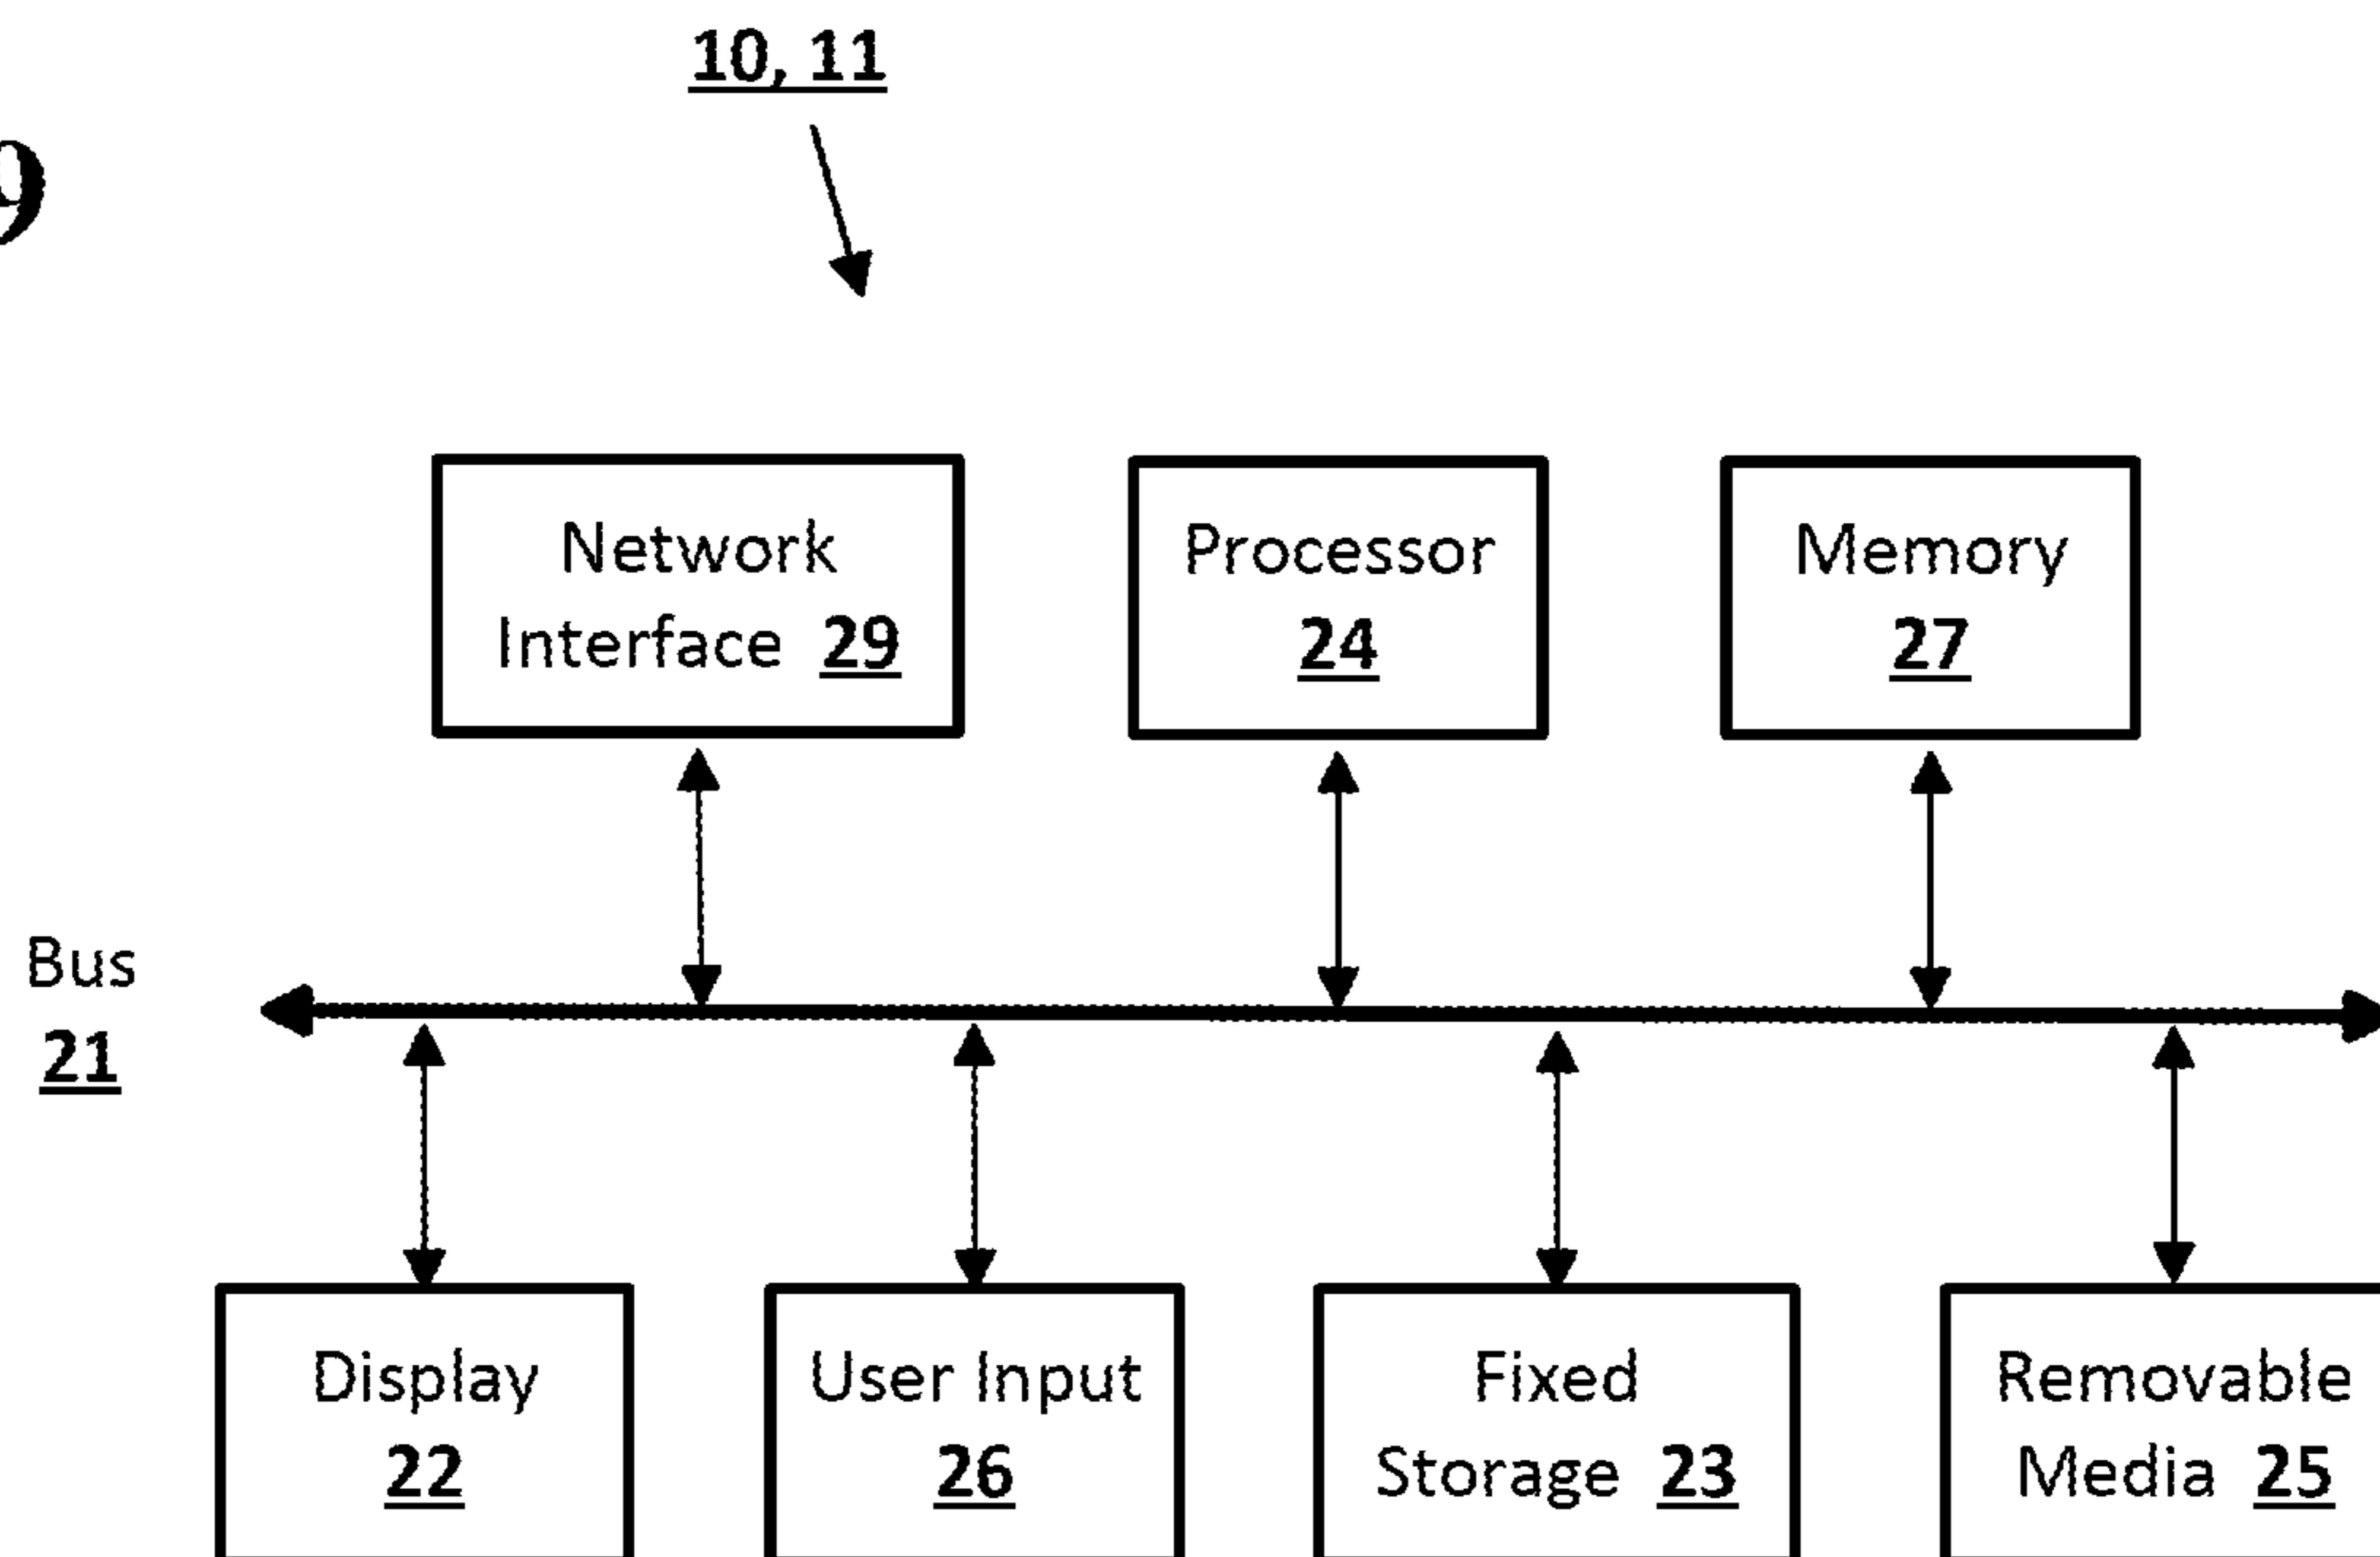 10, 11
9
Network
Interface 29
Processor
24
Memory
27
Bus
21
Display
22
User Input
26
Fixed
Storage 23
Removable
Media 25